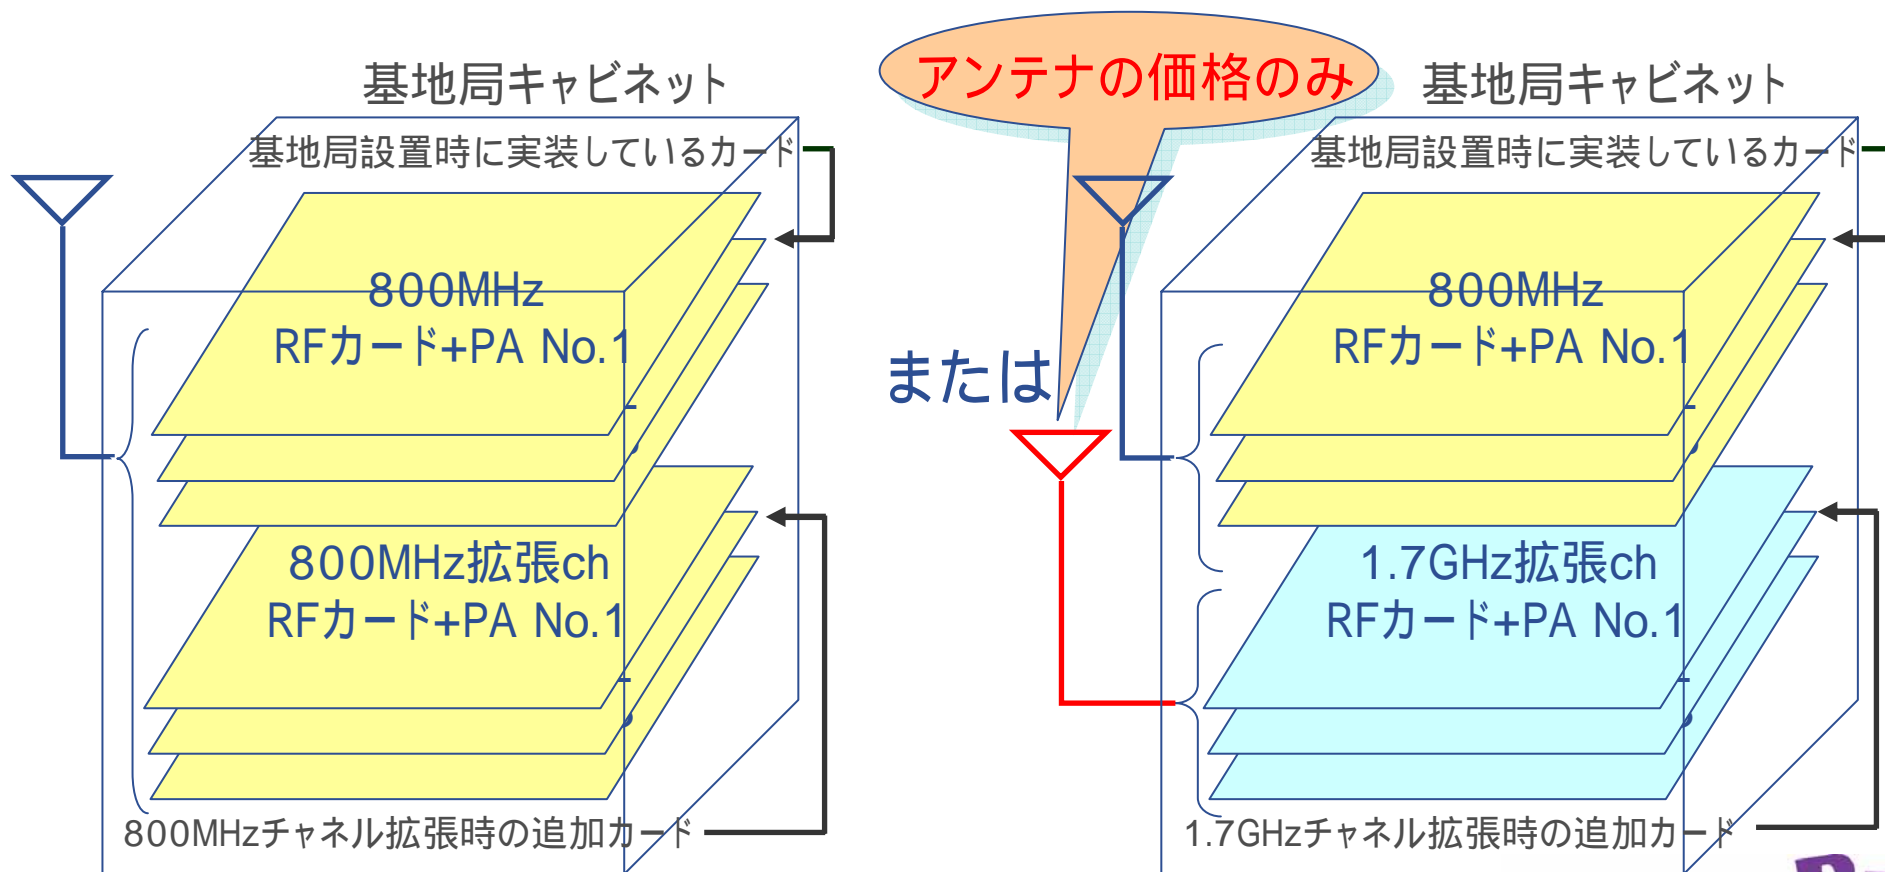 基地局キャビネット
基地局設置時に実装しているカード
800MHz
RFカード+PA No.1
800MHz拡張ch
RFカード+PA No.1
800MHzチャネル拡張時の追加カード
アンテナの価格のみ
または
基地局キャビネット
基地局設置時に実装しているカード
800MHz
RFカード+PA No.1
1.7GHz拡張ch
RFカード+PA No.1
1.7GHzチャネル拡張時の追加カード